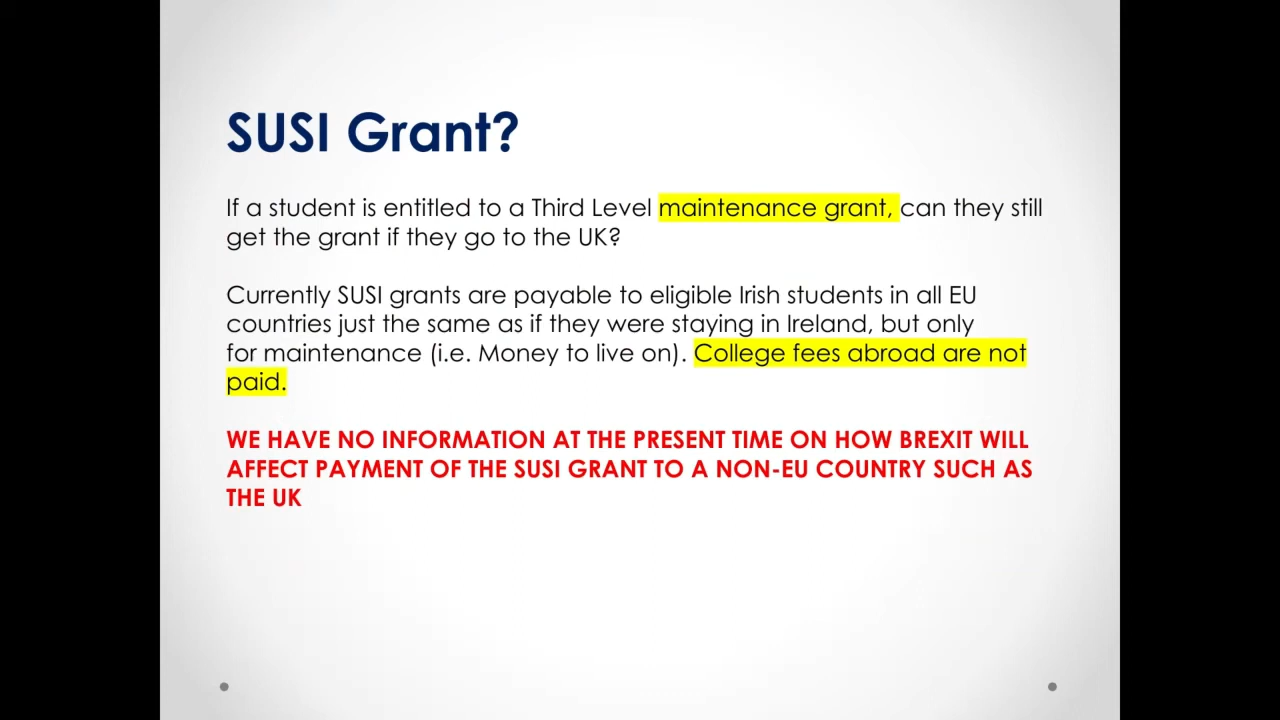 SUSI Grant?
If a student is entitled to a Third Level maintenance grant, can they still
get the grant if they go to the UK?
Currently SUSI grants are payable to eligible Irish students in all EU
countries just the same as if they were staying in Ireland, but only
for maintenance (i.e. Money to live on). College fees abroad are not
paid.
WE HAVE NO INFORMATION AT THE PRESENT TIME ON HOW BREXIT WILL
AFFECT PAYMENT OF THE SUSI GRANT TO A NON-EU COUNTRY SUCH AS
THE UK